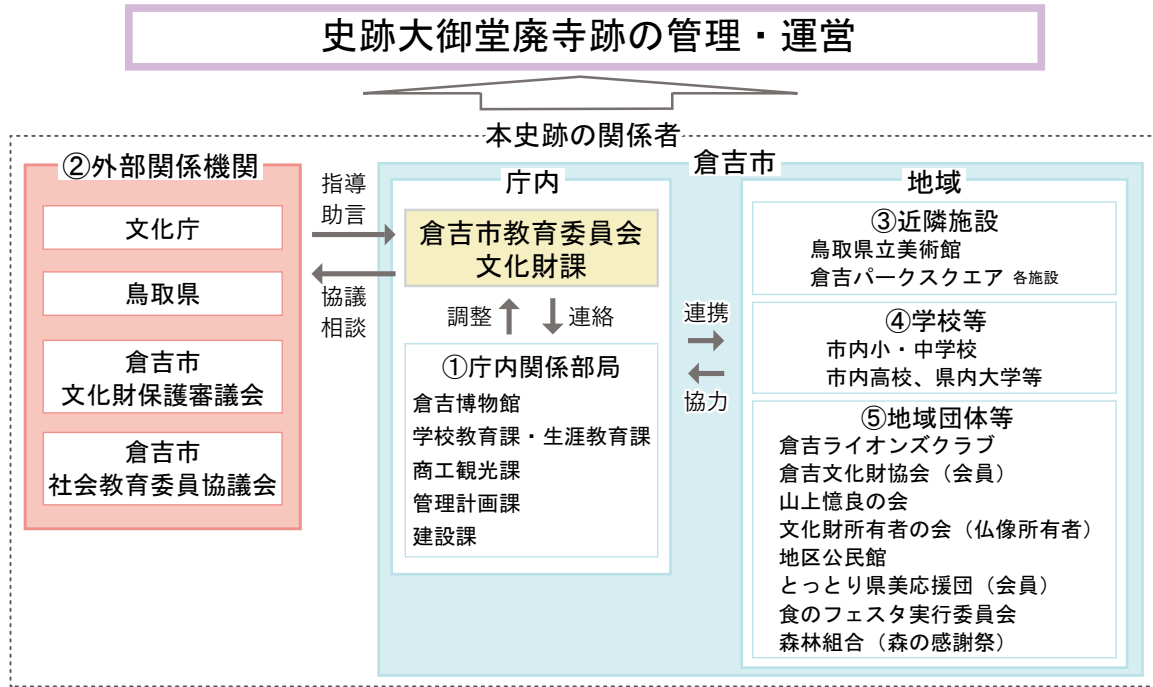 史跡大御堂廃寺跡の管理・運営
本史跡の関係者
②外部関係機関
文化庁
鳥取県
倉吉市
文化財保護審議会
倉吉市
社会教育委員協議会
指導
助言
協議
相談
倉吉市
庁内
倉吉市教育委員会
文化財課
調整
連絡
①庁内関係部局
倉吉博物館
学校教育課・生涯教育課
商工観光課
管理計画課
建設課
連携
協力
地域
③近隣施設
鳥取県立美術館
倉吉パークスクエア 各施設
④学校等
市内小・中学校
市内高校、県内大学等
⑤地域団体等
倉吉ライオンズクラブ
倉吉文化財協会（会員）
山上憶良の会
文化財所有者の会（仏像所有者）
地区公民館
とっとり県美応援団（会員）
食のフェスタ実行委員会
森林組合（森の感謝祭）